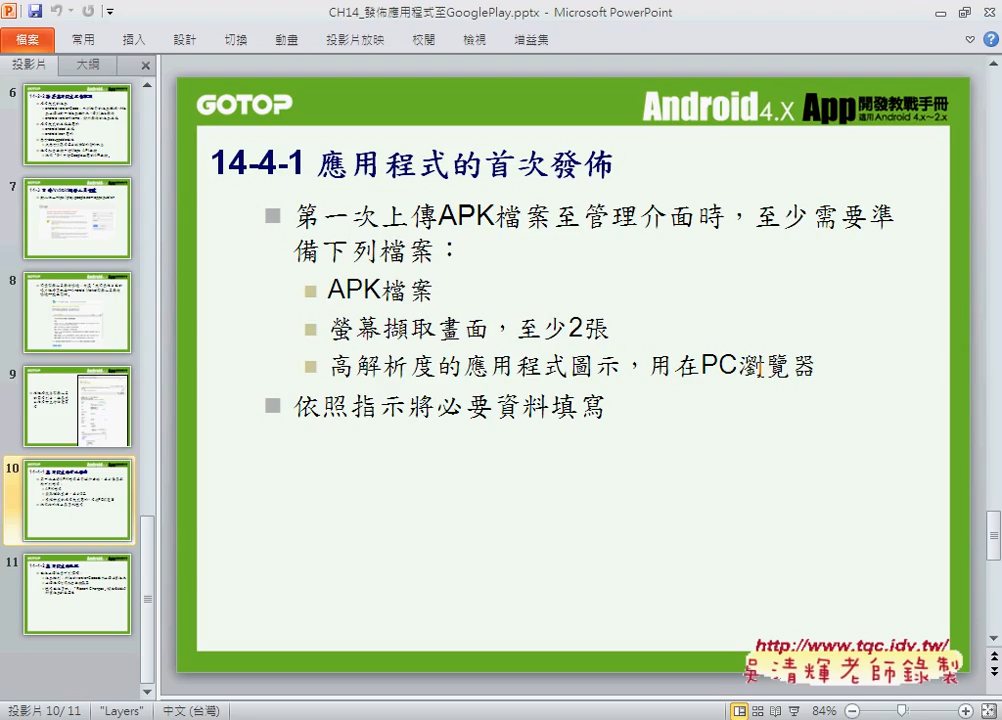 CH14_發佈應用程式至GooglePlay.pptx - Microsoft PowerPoint
檔案 常用 插入 設計 切換 動畫 投影片放映 校閱 檢視 增益集
投影片 大綱
6
7
8
9
10
11
GOTOP
Android4.X App 開發教戰手冊
適用Android 4.x~2.x
14-4-1 應用程式的首次發佈
第一次上傳APK檔案至管理介面時，至少需要準
備下列檔案：
APK檔案
螢幕擷取畫面，至少2張
高解析度的應用程式圖示，用在PC瀏覽器
依照指示將必要資料填寫
http://www.tqc.idv.tw/
吳清輝老師錄製
投影片 10/ 11 "Layers" 中文 (台灣) 84%